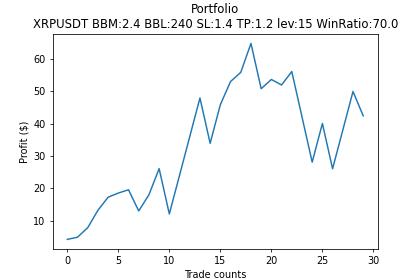 Portfolio
XRPUSDT BBM:2.4 BBL:240 SL:1.4 TP:1.2 lev:15 WinRatio:70.0
Profit ($)
60
50
40
30
20
10
0 5 10 15 20 25 30
Trade counts